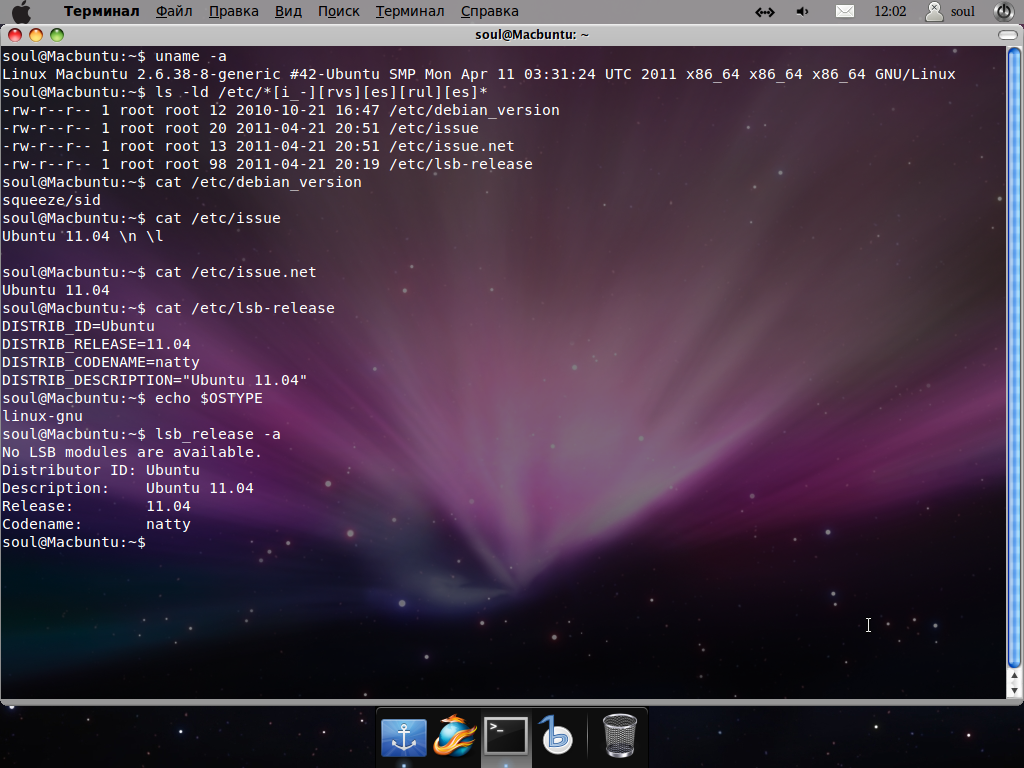 Терминал Файл Правка Вид Поиск Терминал Справка 12:02 soul
soul@Macbuntu: ~
soul@Macbuntu:~$ uname -a
Linux Macbuntu 2.6.38-8-generic #42-Ubuntu SMP Mon Apr 11 03:31:24 UTC 2011 x86_64 x86_64 x86_64 GNU/Linux
soul@Macbuntu:~$ ls -ld /etc/*[i_-][rvs][es][rul][es]*
-rw-r--r-- 1 root root 12 2010-10-21 16:47 /etc/debian_version
-rw-r--r-- 1 root root 20 2011-04-21 20:51 /etc/issue
-rw-r--r-- 1 root root 13 2011-04-21 20:51 /etc/issue.net
-rw-r--r-- 1 root root 98 2011-04-21 20:19 /etc/lsb-release
soul@Macbuntu:~$ cat /etc/debian_version
squeeze/sid
soul@Macbuntu:~$ cat /etc/issue
Ubuntu 11.04 \n \l
soul@Macbuntu:~$ cat /etc/issue.net
Ubuntu 11.04
soul@Macbuntu:~$ cat /etc/lsb-release
DISTRIB_ID=Ubuntu
DISTRIB_RELEASE=11.04
DISTRIB_CODENAME=natty
DISTRIB_DESCRIPTION="Ubuntu 11.04"
soul@Macbuntu:~$ echo $OSTYPE
linux-gnu
soul@Macbuntu:~$ lsb_release -a
No LSB modules are available.
Distributor ID: Ubuntu
Description:    Ubuntu 11.04
Release:        11.04
Codename:       natty
soul@Macbuntu:~$
>_